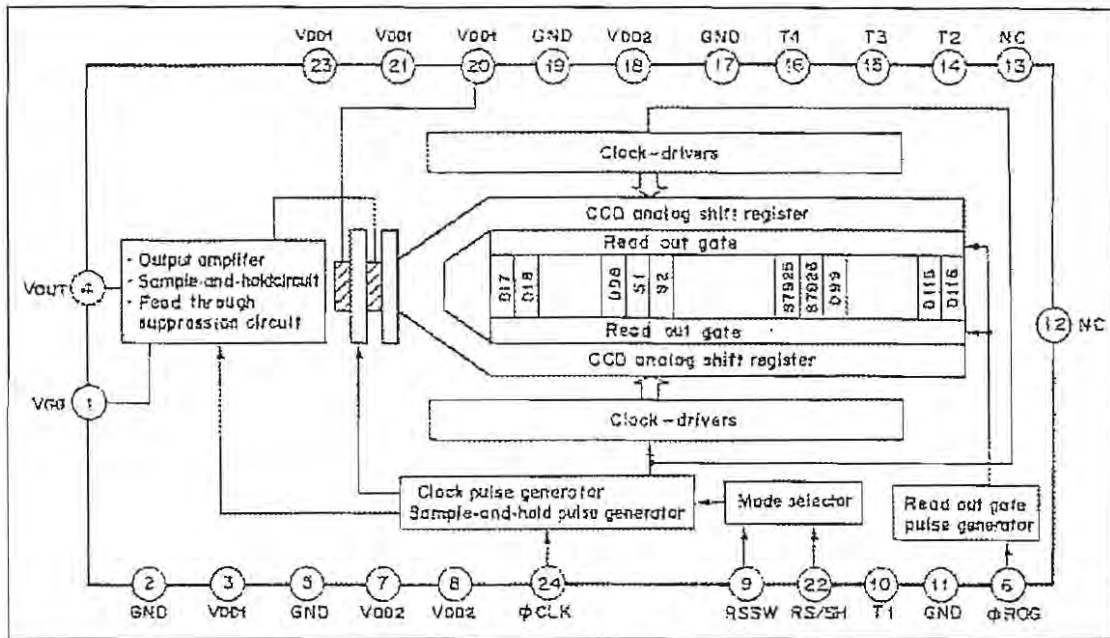 VDD1 VDD1 VDD1 GND VDD2 GND T4 T3 T2 NC
23 21 20 19 18 17 16 15 14 13
Clock-drivers
CCD analog shift register
Read out gate
· Output amplifer
· Sample-and-holdcircuit
· Feed through
suppression circuit
D17 D18 D98 S1 S2 S7925 S7926 D99 D115 D116
VOUT 4
12 NC
Read out gate
CCD analog shift register
VGG 1
Clock-drivers
Clock pulse generator
Sample-and-hold pulse generator
Mode selector
Read out gate
pulse generator
2 3 5 7 8 24 9 22 10 11 6
GND VDD1 GND VDD2 VDD2 ΦCLK RSSW RS/SH T1 GND ΦROG